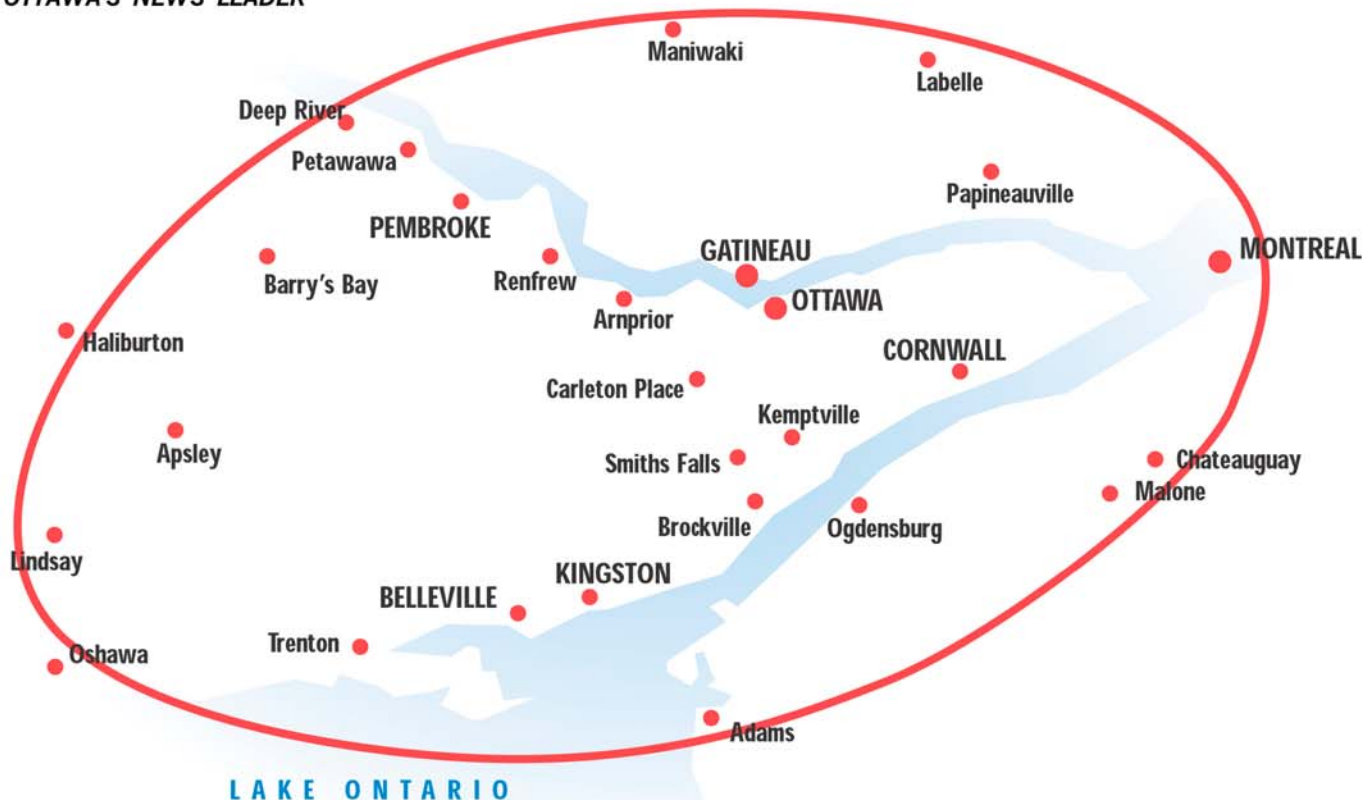 OTTAWA'S NEWS LEADER
Maniwaki
Labelle
Deep River
Petawawa
Papineauville
PEMBROKE
MONTREAL
GATINEAU
Barry's Bay
Renfrew
OTTAWA
Arnprior
Haliburton
CORNWALL
Carleton Place
Kemptville
Apsley
Smiths Falls
Chateauguay
Malone
Brockville
Ogdensburg
Lindsay
KINGSTON
BELLEVILLE
Trenton
Oshawa
Adams
LAKE ONTARIO